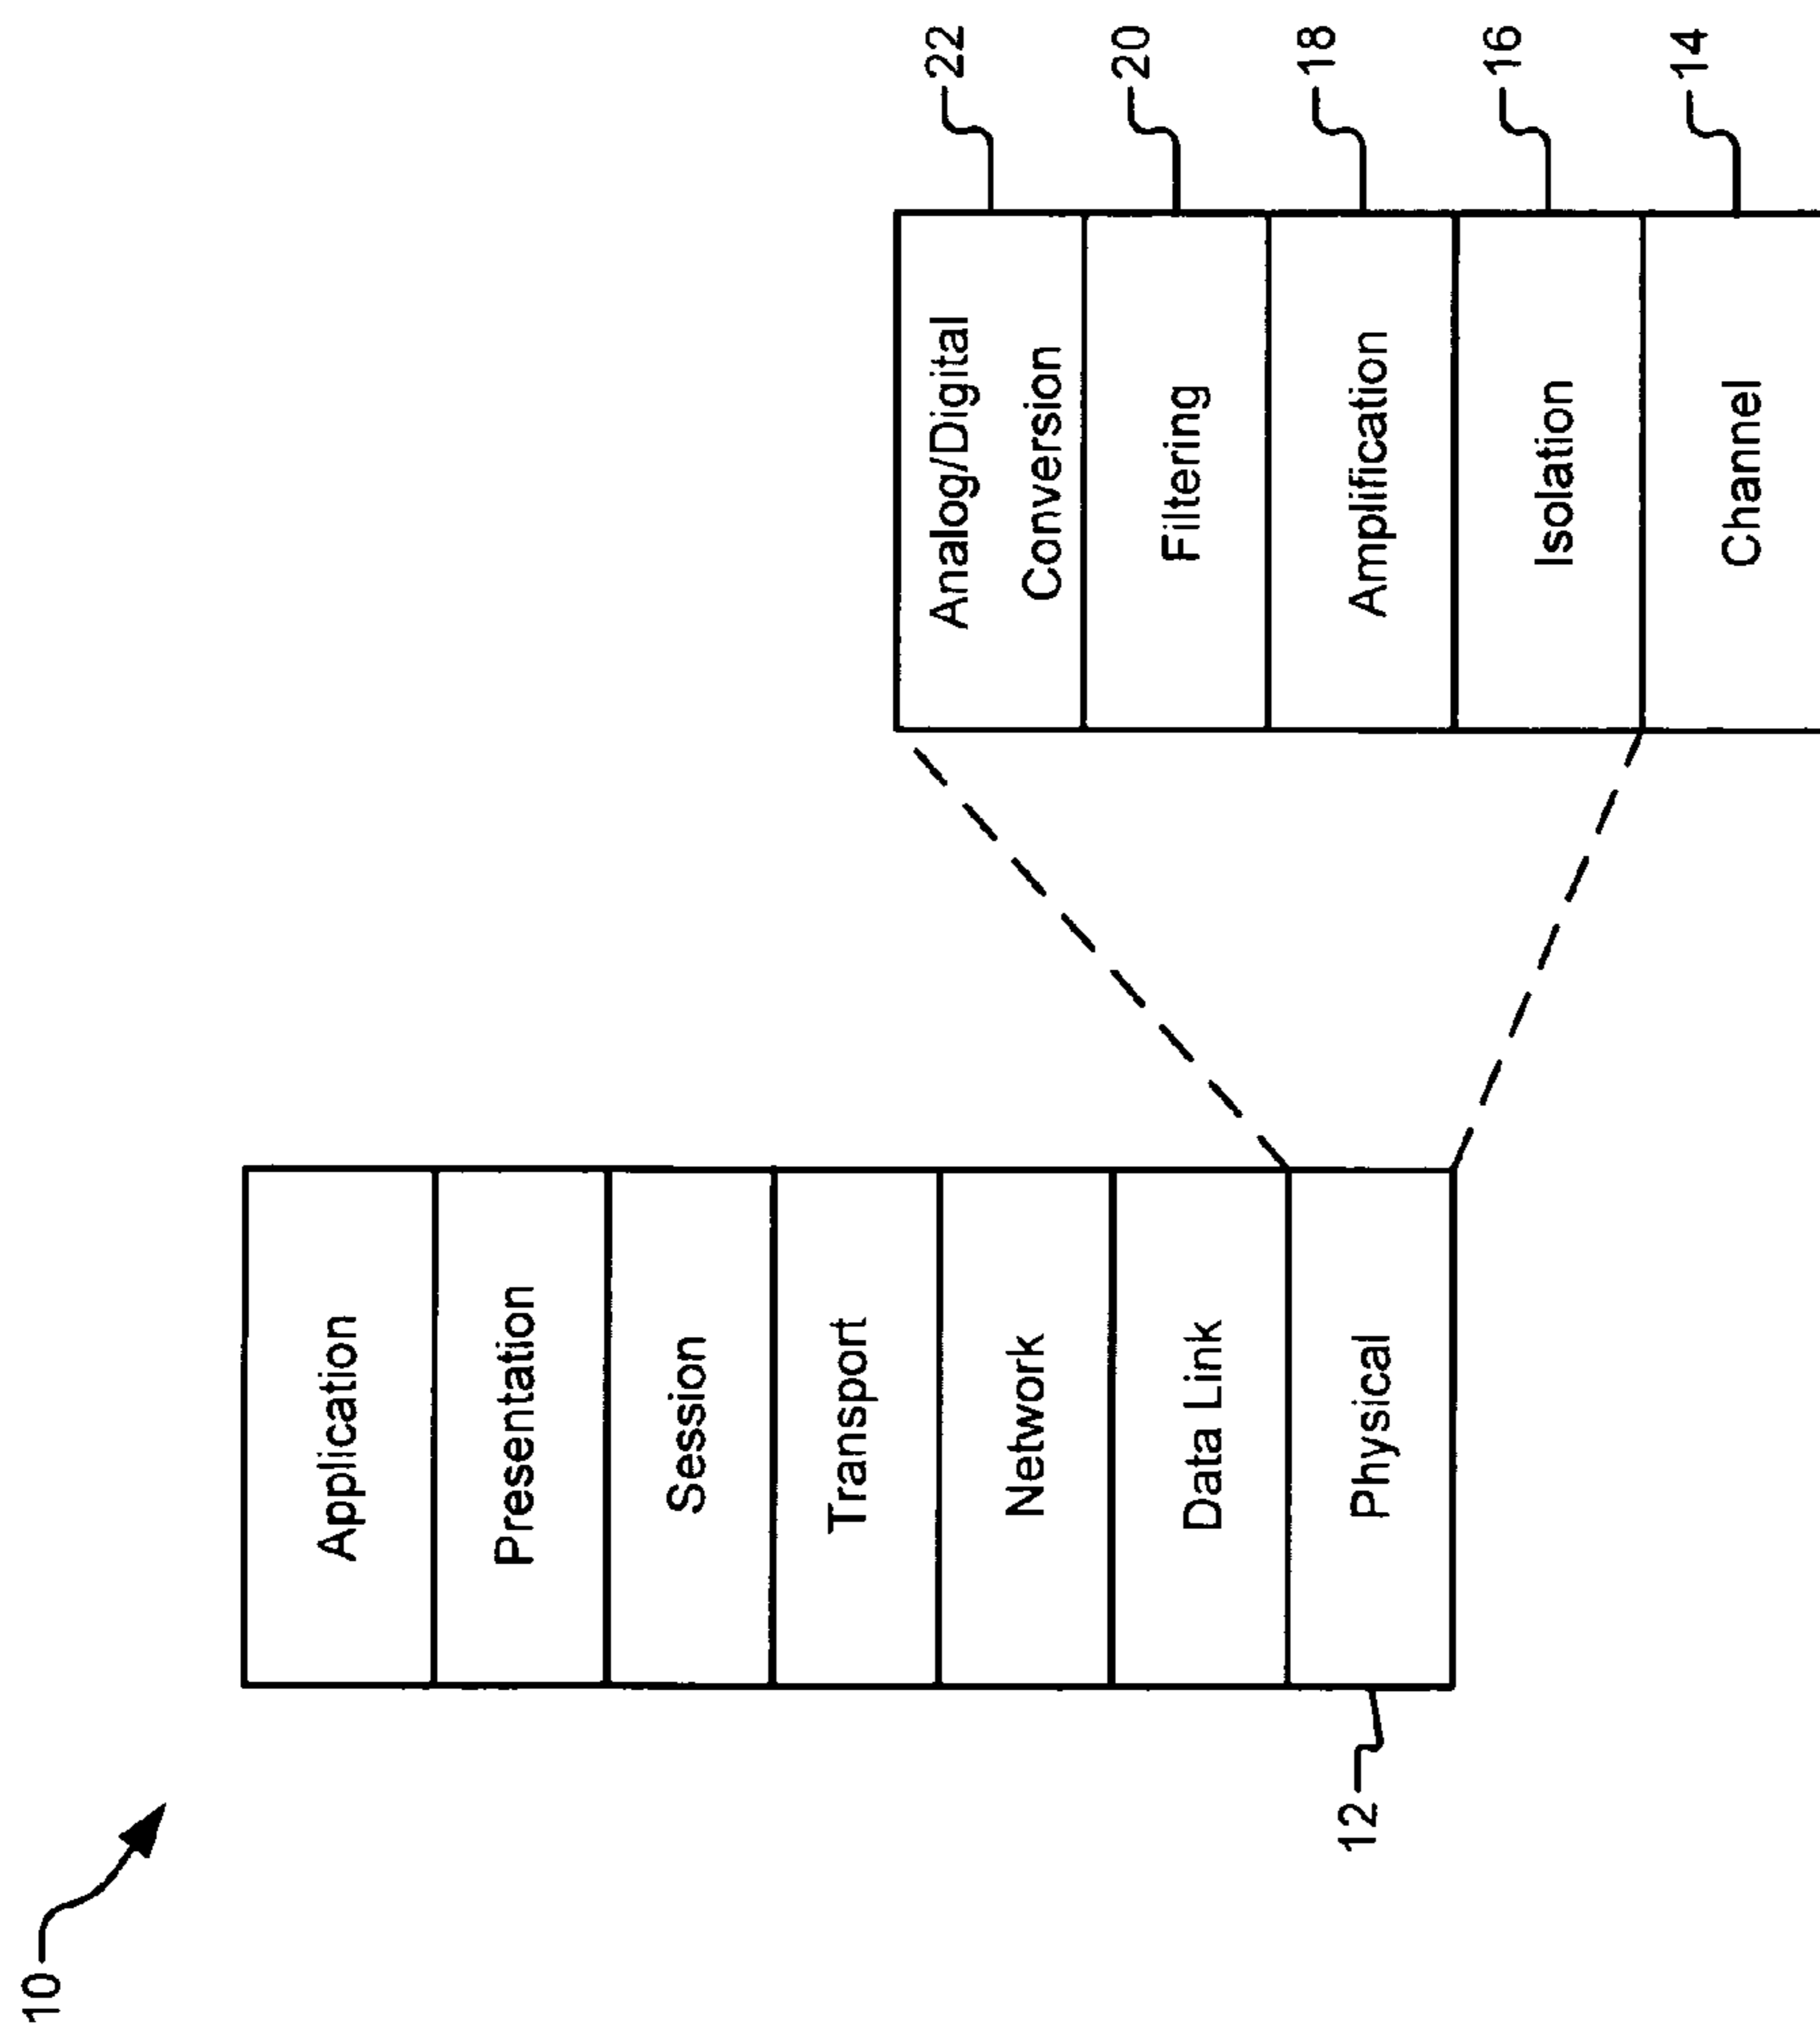 10
Application
Presentation
Session
Transport
Network
Data Link
Physical
12
Analog/Digital
Conversion
22
Filtering
20
Amplification
18
Isolation
16
Channel
14